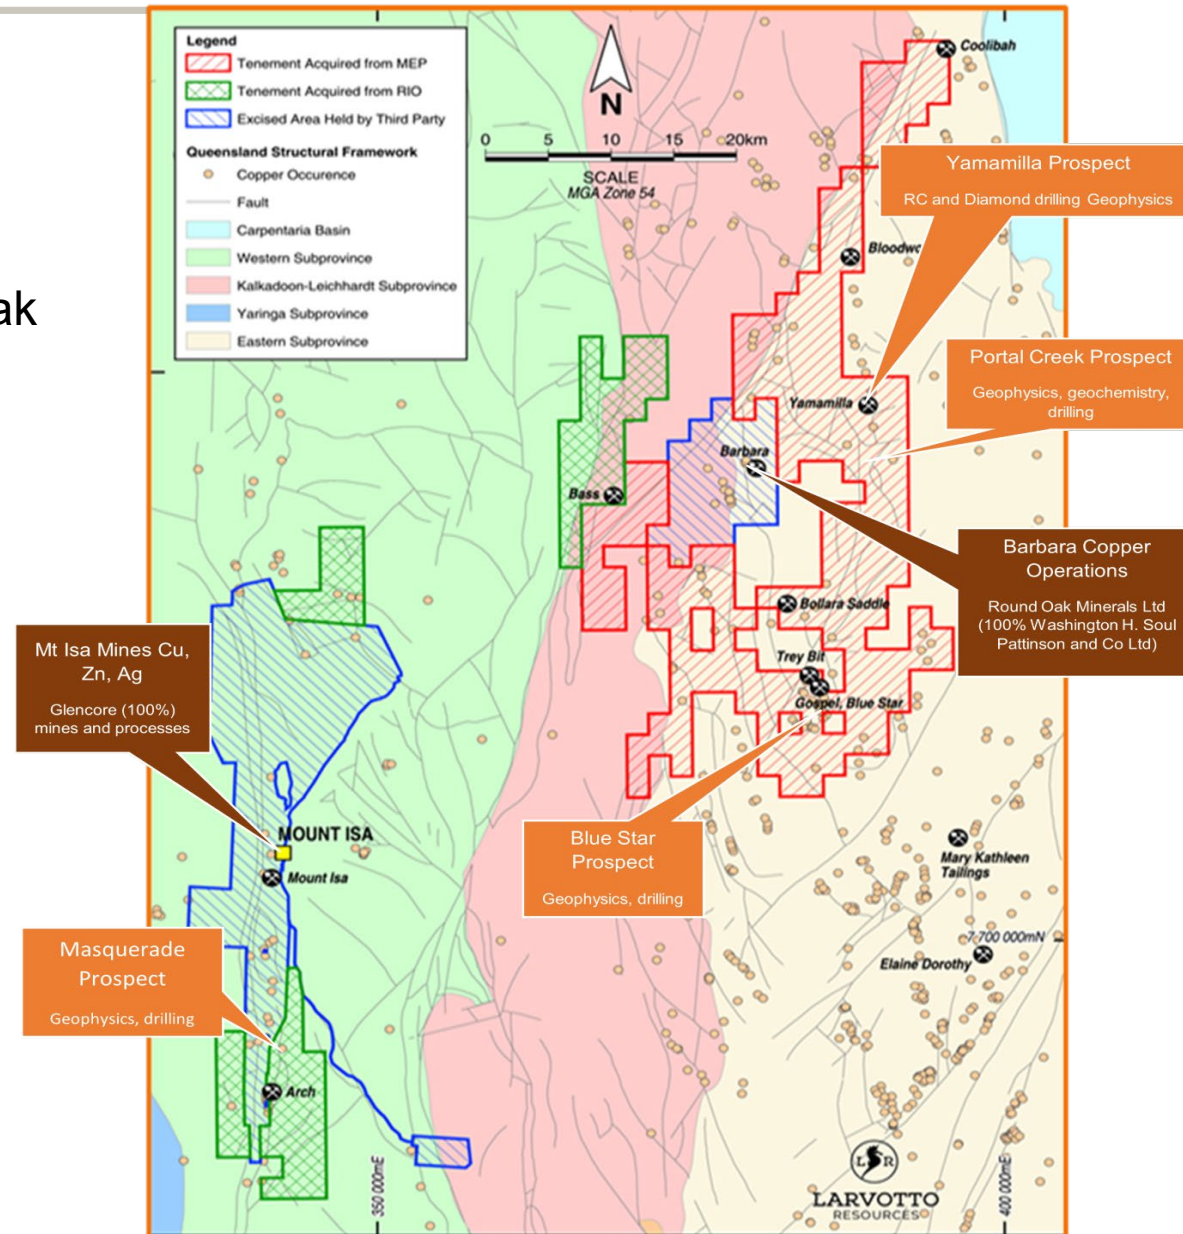 ak
Legend
Tenement Acquired from MEP
Tenement Acquired from RIO
Excised Area Held by Third Party
Queensland Structural Framework
Copper Occurence
Fault
Carpentaria Basin
Western Subprovince
Kalkadoon-Leichhardt Subprovince
Yaringa Subprovince
Eastern Subprovince
N
0 5 10 15 20km
SCALE
MGA Zone 54
Coolibah
Yamamilla Prospect
RC and Diamond drilling Geophysics
Bloodwo
Portal Creek Prospect
Geophysics, geochemistry,
drilling
Yamamilla
Barbara
Bass
Barbara Copper
Operations
Round Oak Minerals Ltd
(100% Washington H. Soul
Pattinson and Co Ltd)
Bollara Saddle
Trey Bit
Gospel, Blue Star
Mt Isa Mines Cu,
Zn, Ag
Glencore (100%)
mines and processes
MOUNT ISA
Mount Isa
Blue Star
Prospect
Geophysics, drilling
Mary Kathleen
Tailings
7 700 000mN
Elaine Dorothy
Masquerade
Prospect
Geophysics, drilling
Arch
350 000mE
400 000mE
L R
LARVOTTO
RESOURCES